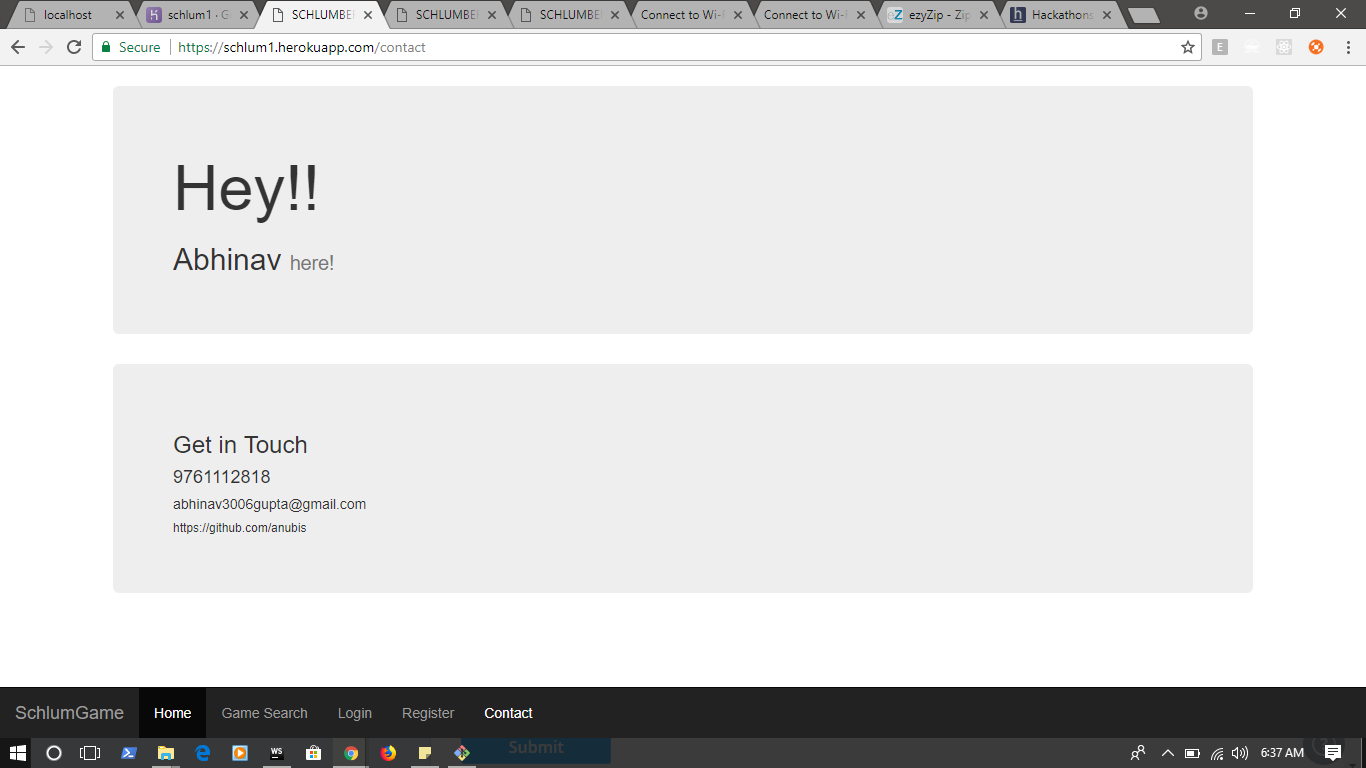 localhost
schlum1 · G
SCHLUMBE
SCHLUMBE
SCHLUMBE
Connect to Wi-F
Connect to Wi-F
ezyZip - Zip
Hackathons
Secure https://schlum1.herokuapp.com/contact
E
Hey!!
Abhinav here!
Get in Touch
9761112818
abhinav3006gupta@gmail.com
https://github.com/anubis
SchlumGame Home Game Search Login Register Contact
Submit
WS
6:37 AM